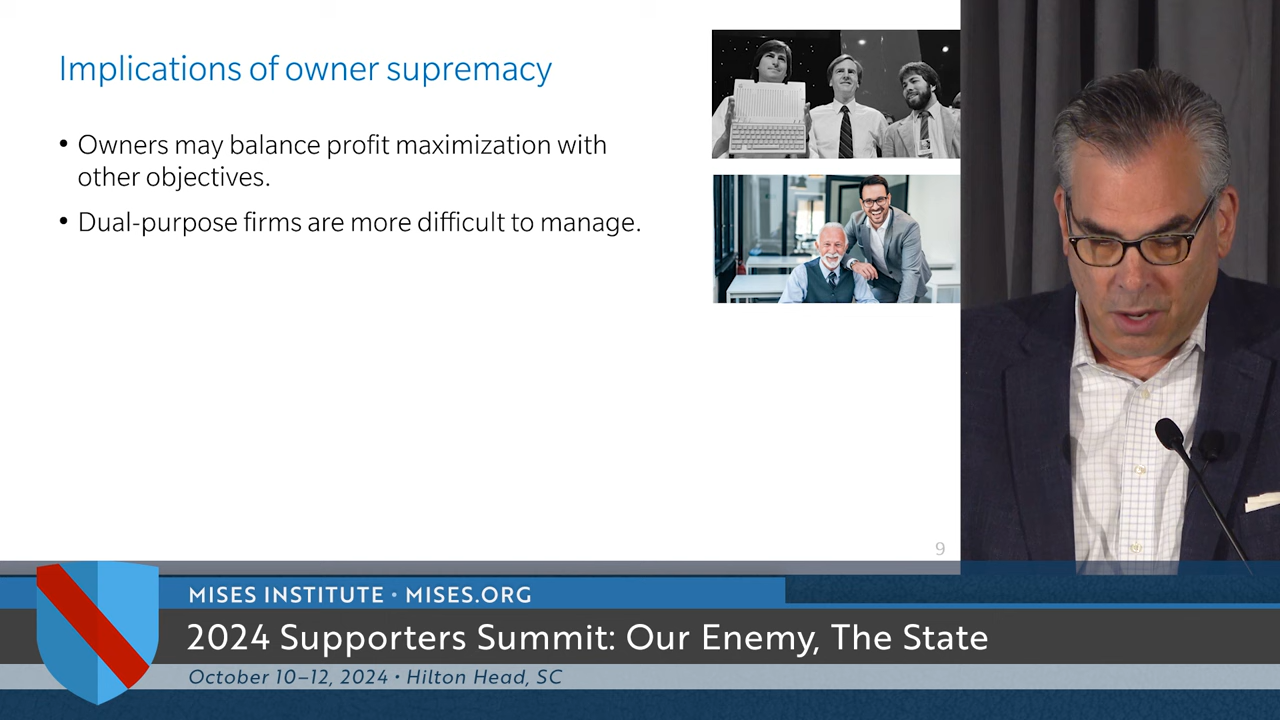 Implications of owner supremacy
• Owners may balance profit maximization with
other objectives.
• Dual-purpose firms are more difficult to manage.
9
MISES INSTITUTE • MISES.ORG
2024 Supporters Summit: Our Enemy, The State
October 10–12, 2024 • Hilton Head, SC